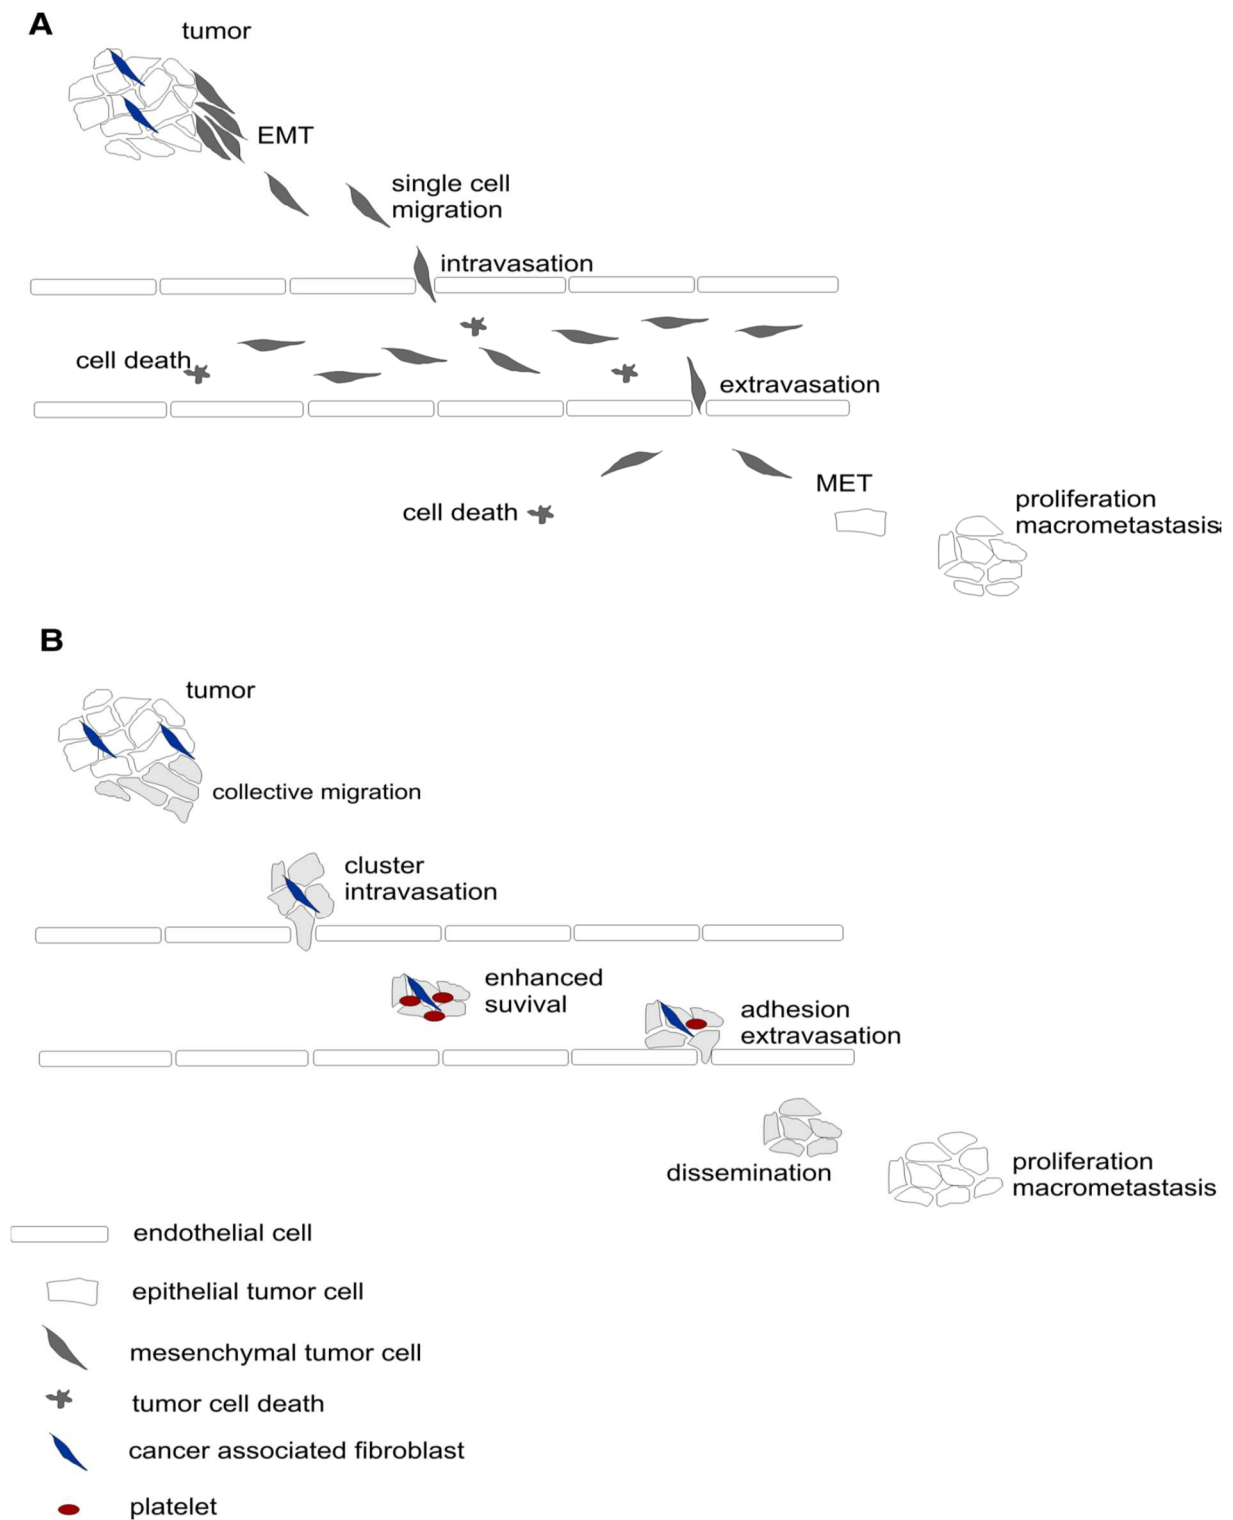 A
tumor
EMT
single cell
migration
intravasation
cell death
extravasation
MET
cell death
proliferation
macrometastasis
B
tumor
collective migration
cluster
intravasation
enhanced
suvival
adhesion
extravasation
dissemination
proliferation
macrometastasis
endothelial cell
epithelial tumor cell
mesenchymal tumor cell
tumor cell death
cancer associated fibroblast
platelet